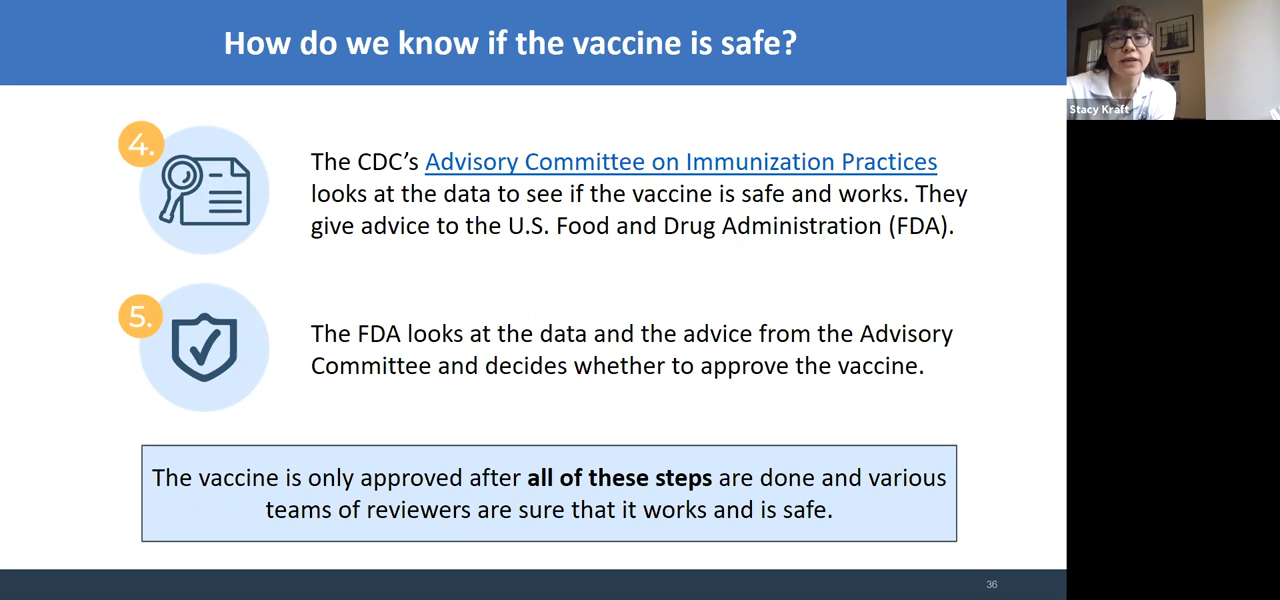 How do we know if the vaccine is safe?
Stacy Kraft
4.
The CDC's Advisory Committee on Immunization Practices
looks at the data to see if the vaccine is safe and works. They
give advice to the U.S. Food and Drug Administration (FDA).
5.
The FDA looks at the data and the advice from the Advisory
Committee and decides whether to approve the vaccine.
The vaccine is only approved after all of these steps are done and various
teams of reviewers are sure that it works and is safe.
36